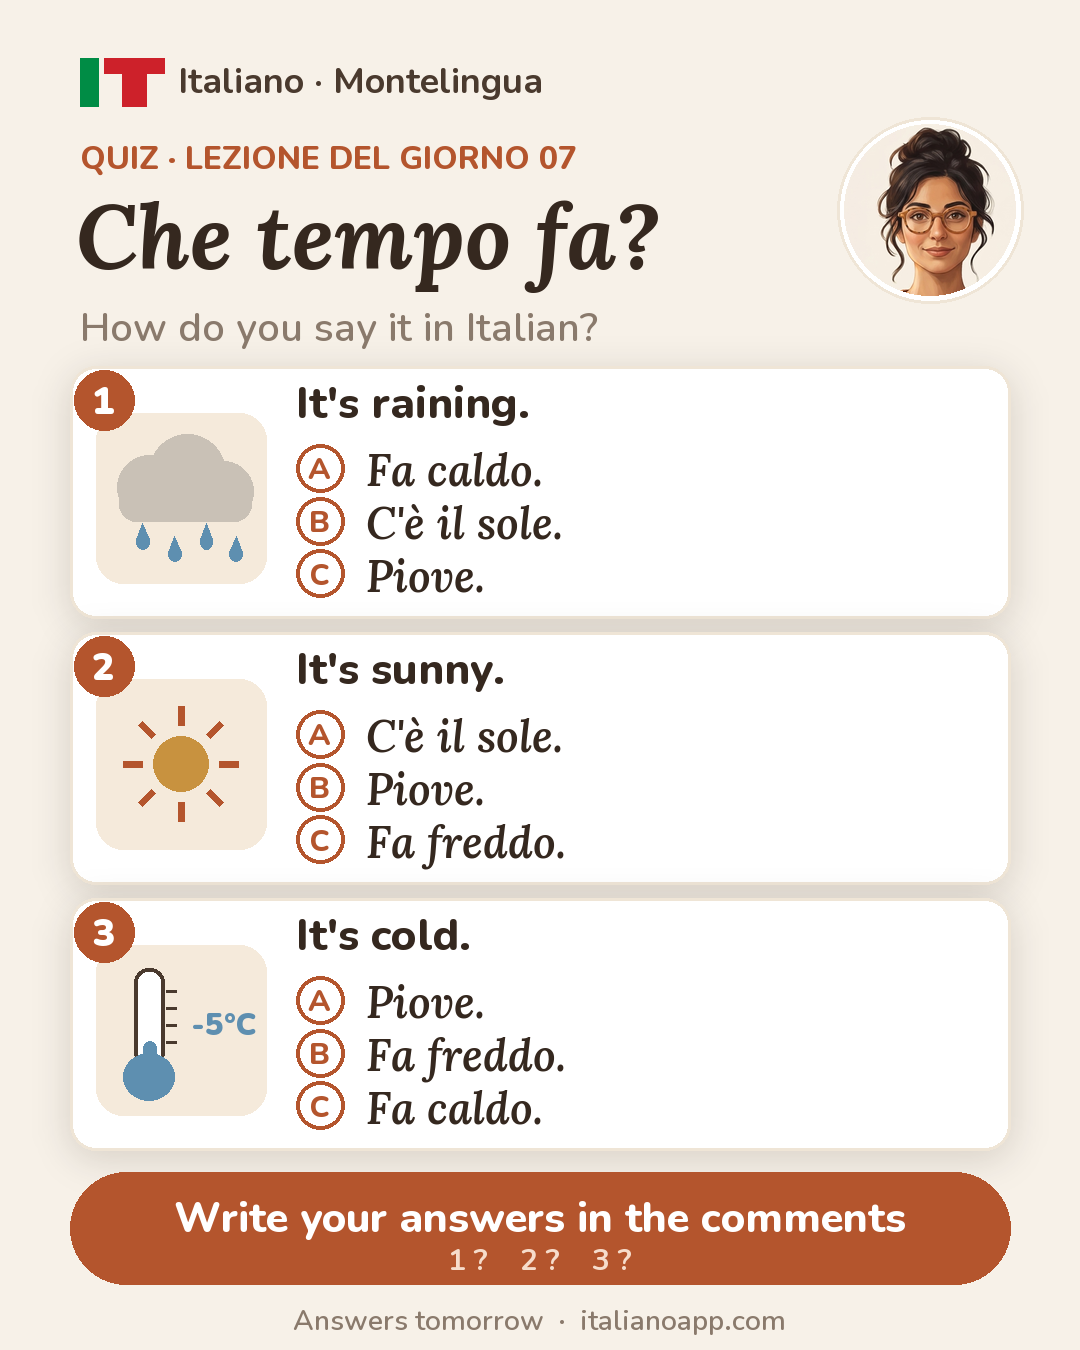 IT Italiano · Montelingua
QUIZ · LEZIONE DEL GIORNO 07
Che tempo fa?
How do you say it in Italian?
1
It's raining.
A Fa caldo.
B C'è il sole.
C Piove.
2
It's sunny.
A C'è il sole.
B Piove.
C Fa freddo.
3
It's cold.
-5°C
A Piove.
B Fa freddo.
C Fa caldo.
Write your answers in the comments
1 ? 2 ? 3 ?
Answers tomorrow · italianoapp.com